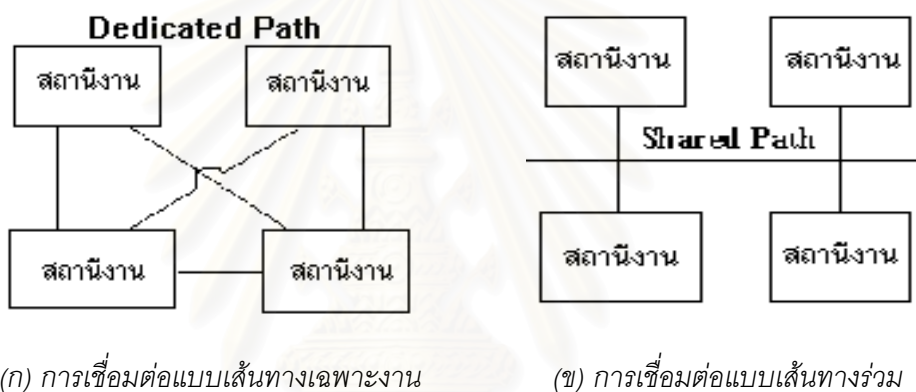 Dedicated Path
สถานีงาน
สถานีงาน
สถานีงาน
สถานีงาน
(ก) การเชื่อมต่อแบบเส้นทางเฉพาะงาน
สถานีงาน
สถานีงาน
Shared Path
สถานีงาน
สถานีงาน
(ข) การเชื่อมต่อแบบเส้นทางร่วม